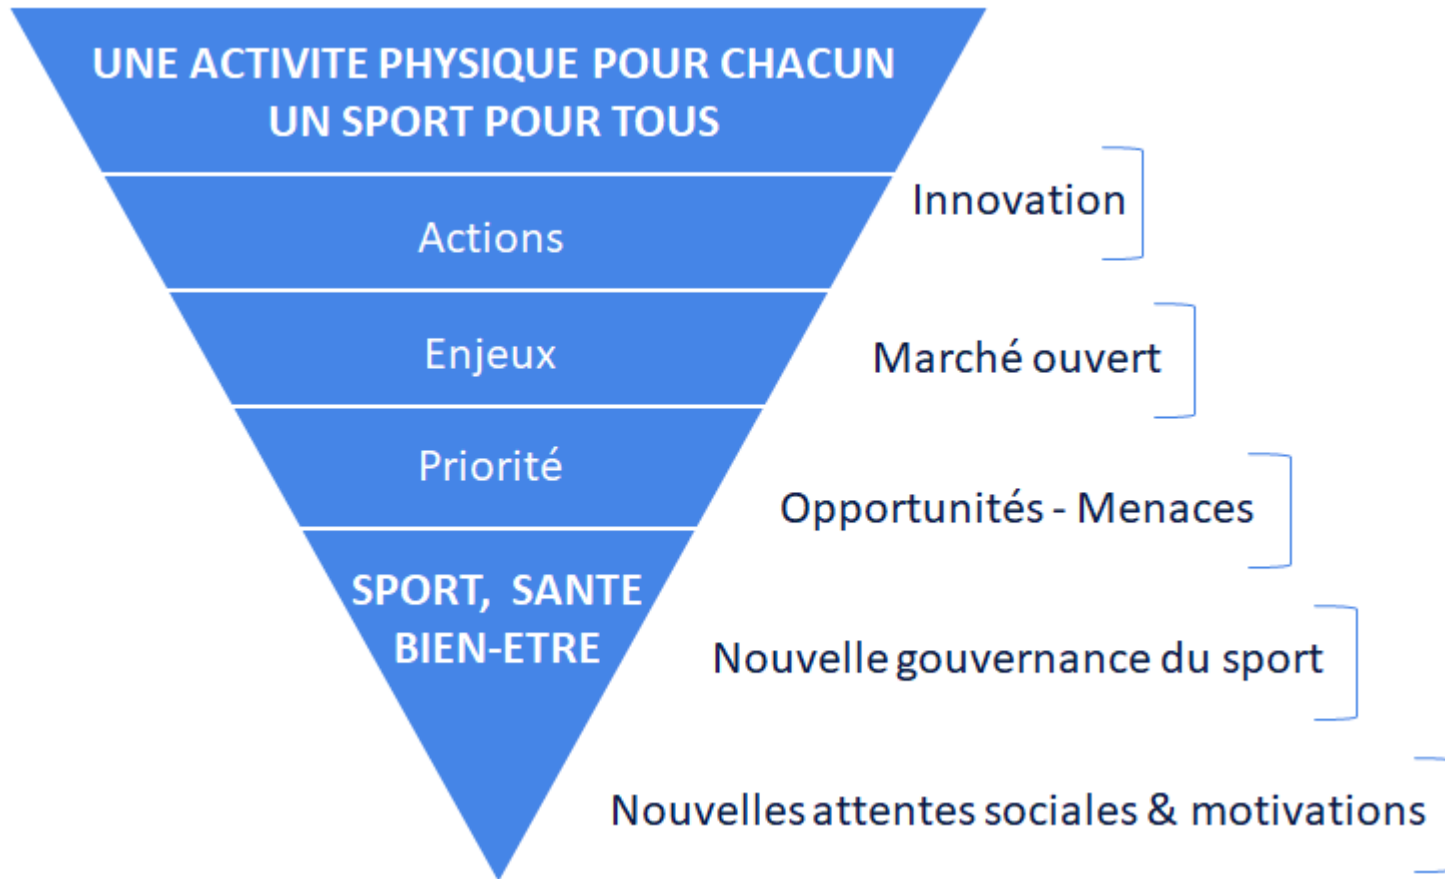 UNE ACTIVITE PHYSIQUE POUR CHACUN
UN SPORT POUR TOUS
Actions
Enjeux
Priorité
SPORT, SANTE
BIEN-ETRE
Innovation
Marché ouvert
Opportunités - Menaces
Nouvelle gouvernance du sport
Nouvelles attentes sociales & motivations